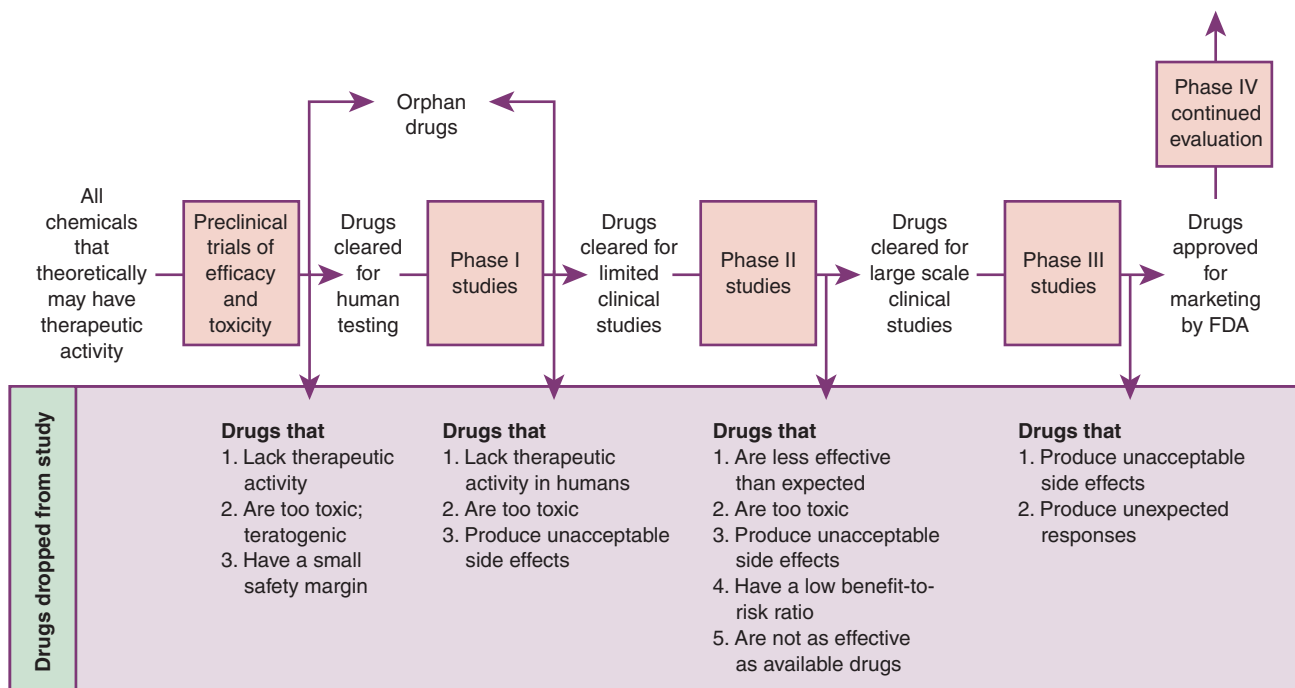 Orphan
drugs
Phase IV
continued
evaluation
All
chemicals
that
theoretically
may have
therapeutic
activity
Preclinical
trials of
efficacy
and
toxicity
Drugs
cleared
for
human
testing
Phase I
studies
Drugs
cleared for
limited
clinical
studies
Phase II
studies
Drugs
cleared for
large scale
clinical
studies
Phase III
studies
Drugs
approved
for
marketing
by FDA
Drugs dropped from study
Drugs that
1. Lack therapeutic
activity
2. Are too toxic;
teratogenic
3. Have a small
safety margin
Drugs that
1. Lack therapeutic
activity in humans
2. Are too toxic
3. Produce unacceptable
side effects
Drugs that
1. Are less effective
than expected
2. Are too toxic
3. Produce unacceptable
side effects
4. Have a low benefit-to-
risk ratio
5. Are not as effective
as available drugs
Drugs that
1. Produce unacceptable
side effects
2. Produce unexpected
responses